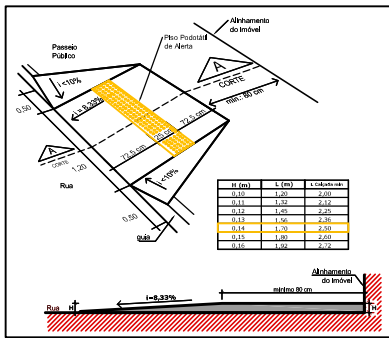 Alinhamento
do Imóvel
Passeio
Público
Piso Podotátil
de Alerta
i <10%
A
CORTE
mín.: 80 cm
i = 8,33%
0,50
72,5 cm
25,00
72,5 cm
A
CORTE
1,20
Rua
i <10%
0,50
guia
H (m) L (m) L Calçada min
0,10 1,20 2,00
0,11 1,32 2,12
0,12 1,45 2,25
0,13 1,56 2,36
0,14 1,70 2,50
0,15 1,80 2,60
0,16 1,92 2,72
Alinhamento
do Imóvel
mínimo 80 cm
i=8,33%
Rua
H
H